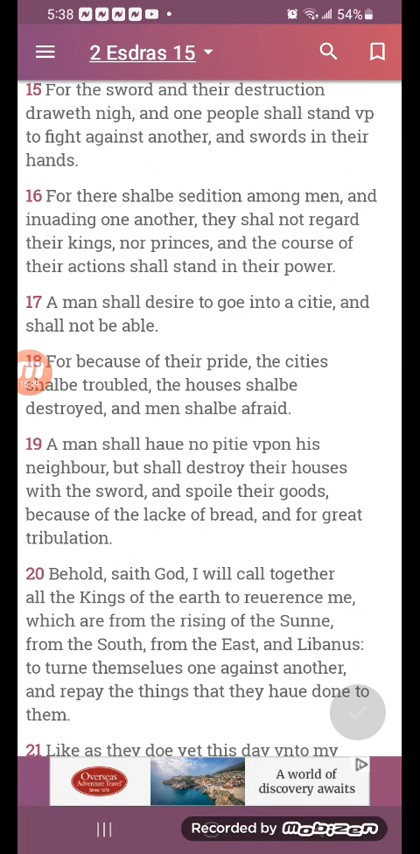 5:38 54%
2 Esdras 15
15 For the sword and their destruction
draweth nigh, and one people shall stand vp
to fight against another, and swords in their
hands.
16 For there shalbe sedition among men, and
inuading one another, they shal not regard
their kings, nor princes, and the course of
their actions shall stand in their power.
17 A man shall desire to goe into a citie, and
shall not be able.
18 For because of their pride, the cities
shalbe troubled, the houses shalbe
destroyed, and men shalbe afraid.
19 A man shall haue no pitie vpon his
neighbour, but shall destroy their houses
with the sword, and spoile their goods,
because of the lacke of bread, and for great
tribulation.
20 Behold, saith God, I will call together
all the Kings of the earth to reuerence me,
which are from the rising of the Sunne,
from the South, from the East, and Libanus:
to turne themselues one against another,
and repay the things that they haue done to
them.
21 Like as they doe yet this day vnto my
Overseas
Adventure Travel
Since 1978
A world of
discovery awaits
Recorded by mobizen